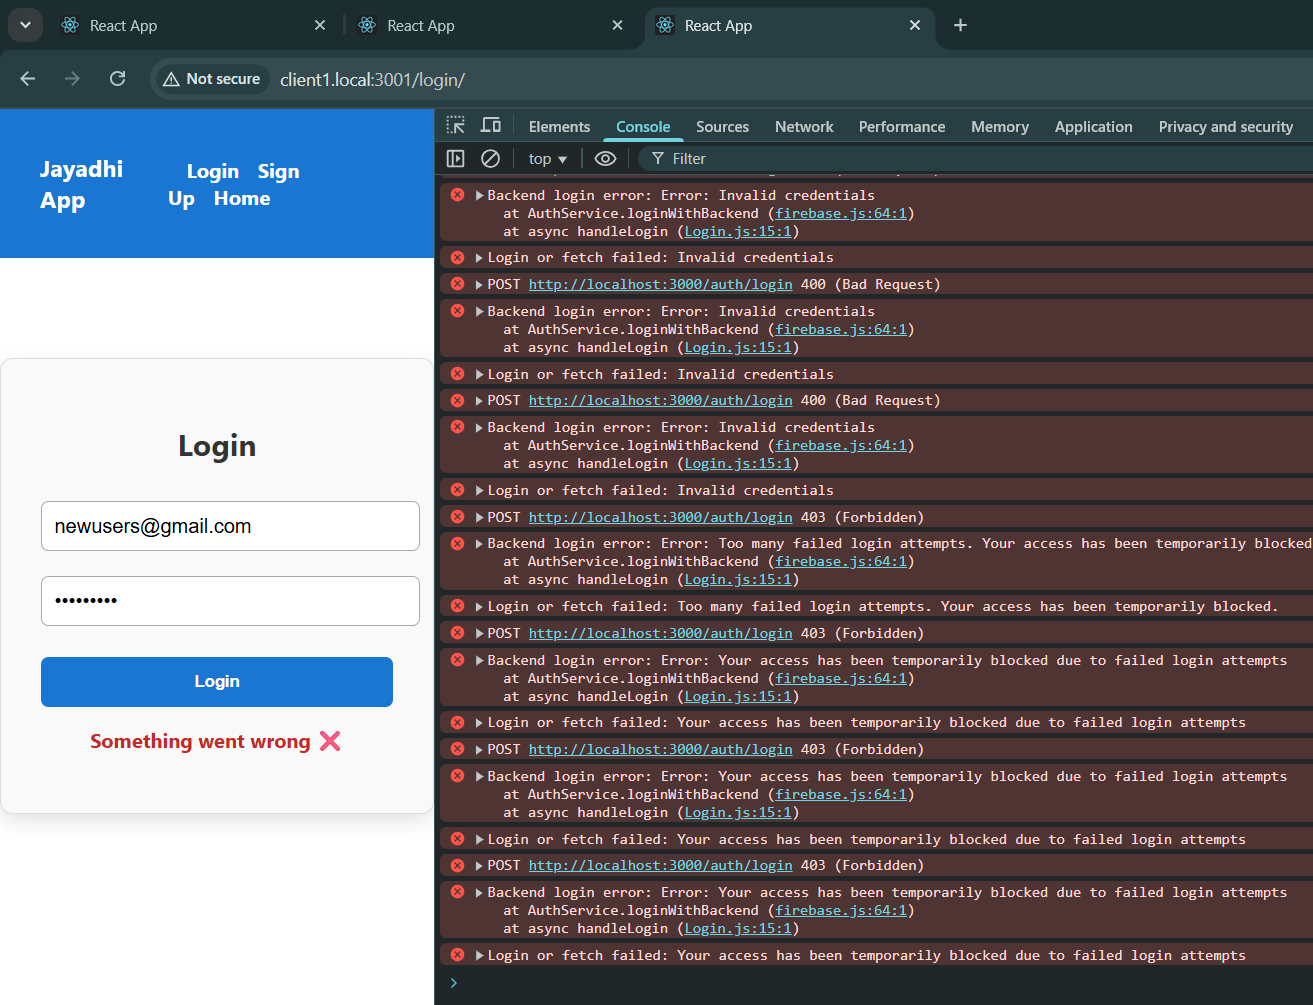 React App
React App
React App
Not secure
client1.local:3001/login/
Jayadhi App
Login Sign Up Home
Login
newusers@gmail.com
•••••••••
Login
Something went wrong ❌
Elements Console Sources Network Performance Memory Application Privacy and security
top Filter
Backend login error: Error: Invalid credentials
at AuthService.loginWithBackend (firebase.js:64:1)
at async handleLogin (Login.js:15:1)
Login or fetch failed: Invalid credentials
POST http://localhost:3000/auth/login 400 (Bad Request)
Backend login error: Error: Invalid credentials
at AuthService.loginWithBackend (firebase.js:64:1)
at async handleLogin (Login.js:15:1)
Login or fetch failed: Invalid credentials
POST http://localhost:3000/auth/login 400 (Bad Request)
Backend login error: Error: Invalid credentials
at AuthService.loginWithBackend (firebase.js:64:1)
at async handleLogin (Login.js:15:1)
Login or fetch failed: Invalid credentials
POST http://localhost:3000/auth/login 403 (Forbidden)
Backend login error: Error: Too many failed login attempts. Your access has been temporarily blocked
at AuthService.loginWithBackend (firebase.js:64:1)
at async handleLogin (Login.js:15:1)
Login or fetch failed: Too many failed login attempts. Your access has been temporarily blocked.
POST http://localhost:3000/auth/login 403 (Forbidden)
Backend login error: Error: Your access has been temporarily blocked due to failed login attempts
at AuthService.loginWithBackend (firebase.js:64:1)
at async handleLogin (Login.js:15:1)
Login or fetch failed: Your access has been temporarily blocked due to failed login attempts
POST http://localhost:3000/auth/login 403 (Forbidden)
Backend login error: Error: Your access has been temporarily blocked due to failed login attempts
at AuthService.loginWithBackend (firebase.js:64:1)
at async handleLogin (Login.js:15:1)
Login or fetch failed: Your access has been temporarily blocked due to failed login attempts
POST http://localhost:3000/auth/login 403 (Forbidden)
Backend login error: Error: Your access has been temporarily blocked due to failed login attempts
at AuthService.loginWithBackend (firebase.js:64:1)
at async handleLogin (Login.js:15:1)
Login or fetch failed: Your access has been temporarily blocked due to failed login attempts